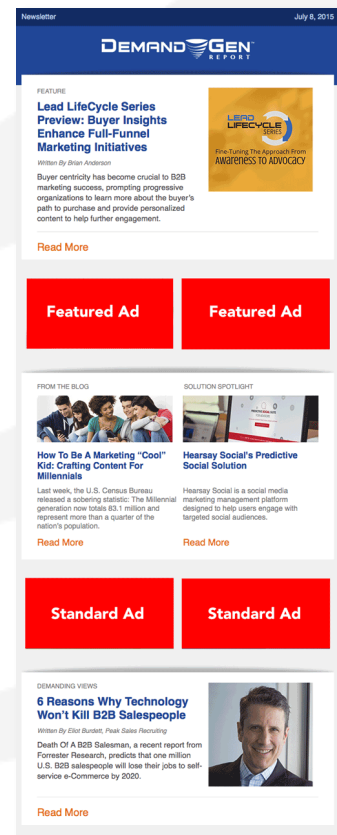 Newsletter
July 8, 2015
DEMAND GEN
REPORT
FEATURE
Lead LifeCycle Series
Preview: Buyer Insights
Enhance Full-Funnel
Marketing Initiatives
Written By Brian Anderson
Buyer centricity has become crucial to B2B
marketing success, prompting progressive
organizations to learn more about the buyer's
path to purchase and provide personalized
content to help further engagement.
Read More
LEAD
LIFECYCLE
SERIES
Fine-Tuning The Approach From
AWARENESS TO ADVOCACY
Featured Ad
Featured Ad
FROM THE BLOG
How To Be A Marketing “Cool”
Kid: Crafting Content For
Millennials
Last week, the U.S. Census Bureau
released a sobering statistic: The Millennial
generation now totals 83.1 million and
represent more than a quarter of the
nation's population.
Read More
SOLUTION SPOTLIGHT
Hearsay Social's Predictive
Social Solution
Hearsay Social is a social media
marketing management platform
designed to help users engage with
targeted social audiences.
Read More
Standard Ad
Standard Ad
DEMANDING VIEWS
6 Reasons Why Technology
Won't Kill B2B Salespeople
Written By Eliot Burdett, Peak Sales Recruiting
Death Of A B2B Salesman, a recent report from
Forrester Research, predicts that one million
U.S. B2B salespeople will lose their jobs to self-
service e-Commerce by 2020.
Read More